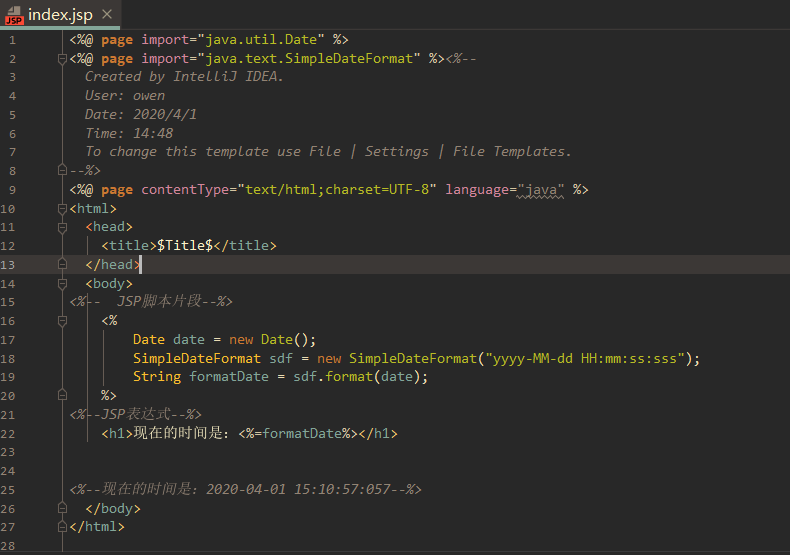 JSP index.jsp ×
1 <%@ page import="java.util.Date" %>
2 <%@ page import="java.text.SimpleDateFormat" %><%--
3   Created by IntelliJ IDEA.
4   User: owen
5   Date: 2020/4/1
6   Time: 14:48
7   To change this template use File | Settings | File Templates.
8 --%>
9 <%@ page contentType="text/html;charset=UTF-8" language="java" %>
10 <html>
11   <head>
12     <title>$Title$</title>
13   </head>
14   <body>
15 <%--  JSP脚本片段--%>
16     <%
17         Date date = new Date();
18         SimpleDateFormat sdf = new SimpleDateFormat("yyyy-MM-dd HH:mm:ss:sss");
19         String formatDate = sdf.format(date);
20     %>
21 <%--JSP表达式--%>
22     <h1>现在的时间是：<%=formatDate%></h1>
23
24
25 <%--现在的时间是：2020-04-01 15:10:57:057--%>
26   </body>
27 </html>
28